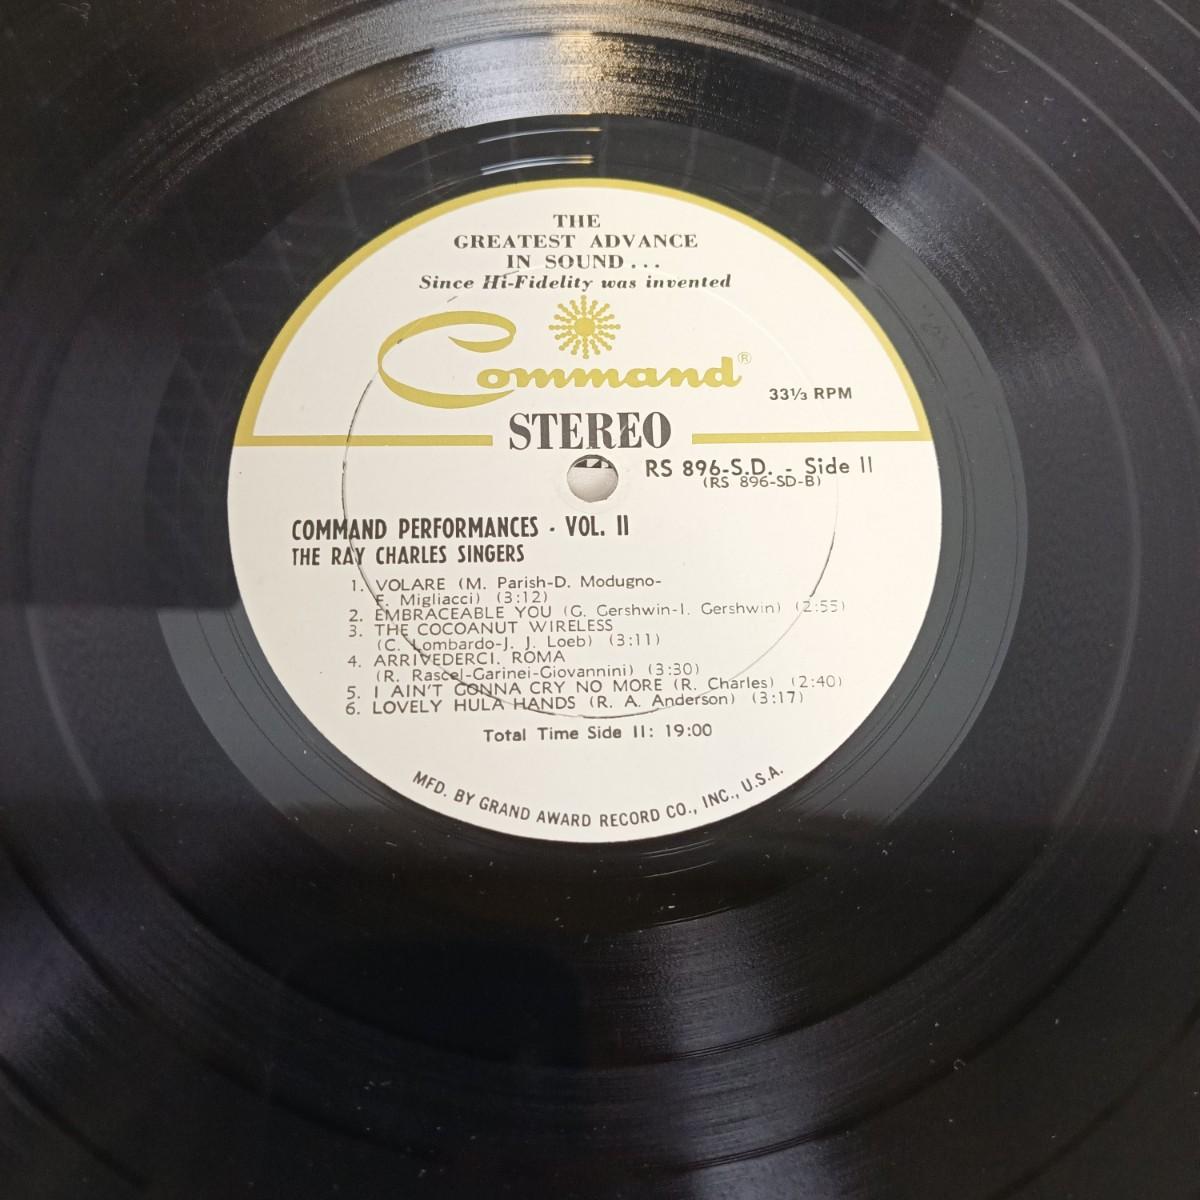 THE
GREATEST ADVANCE
IN SOUND...
Since Hi-Fidelity was invented
Command®
33⅓ RPM
STEREO
RS 896-S.D. - Side II
(RS 896-SD-B)
COMMAND PERFORMANCES · VOL. II
THE RAY CHARLES SINGERS
1. VOLARE (M. Parish-D. Modugno-
F. Migliacci) (3:12)
2. EMBRACEABLE YOU (G. Gershwin-I. Gershwin) (2:55)
3. THE COCOANUT WIRELESS
(C. Lombardo-J. J. Loeb) (3:11)
4. ARRIVEDERCI, ROMA
(R. Rascel-Garinei-Giovannini) (3:30)
5. I AIN'T GONNA CRY NO MORE (R. Charles) (2:40)
6. LOVELY HULA HANDS (R. A. Anderson) (3:17)
Total Time Side II: 19:00
MFD. BY GRAND AWARD RECORD CO., INC., U.S.A.